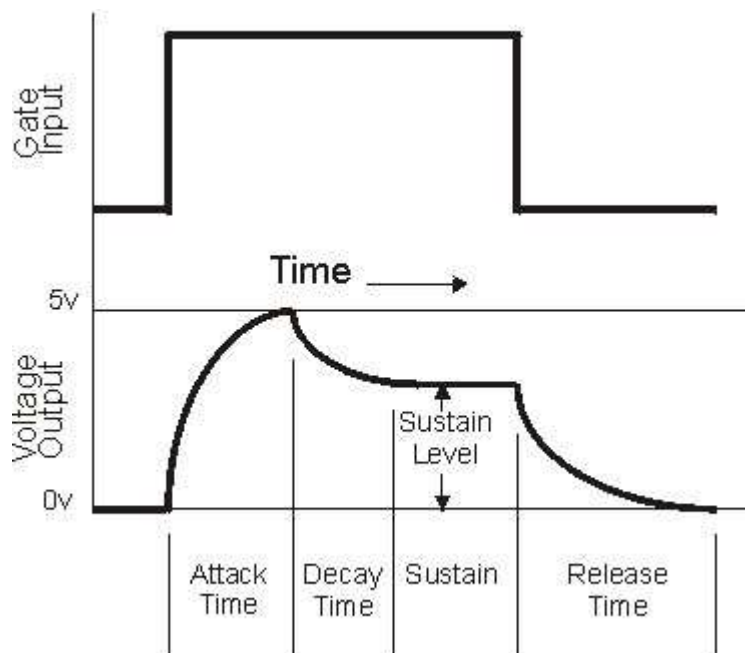 Gate
Input
Time
5v
Voltage
Output
Sustain
Level
0v
Attack
Time
Decay
Time
Sustain
Release
Time